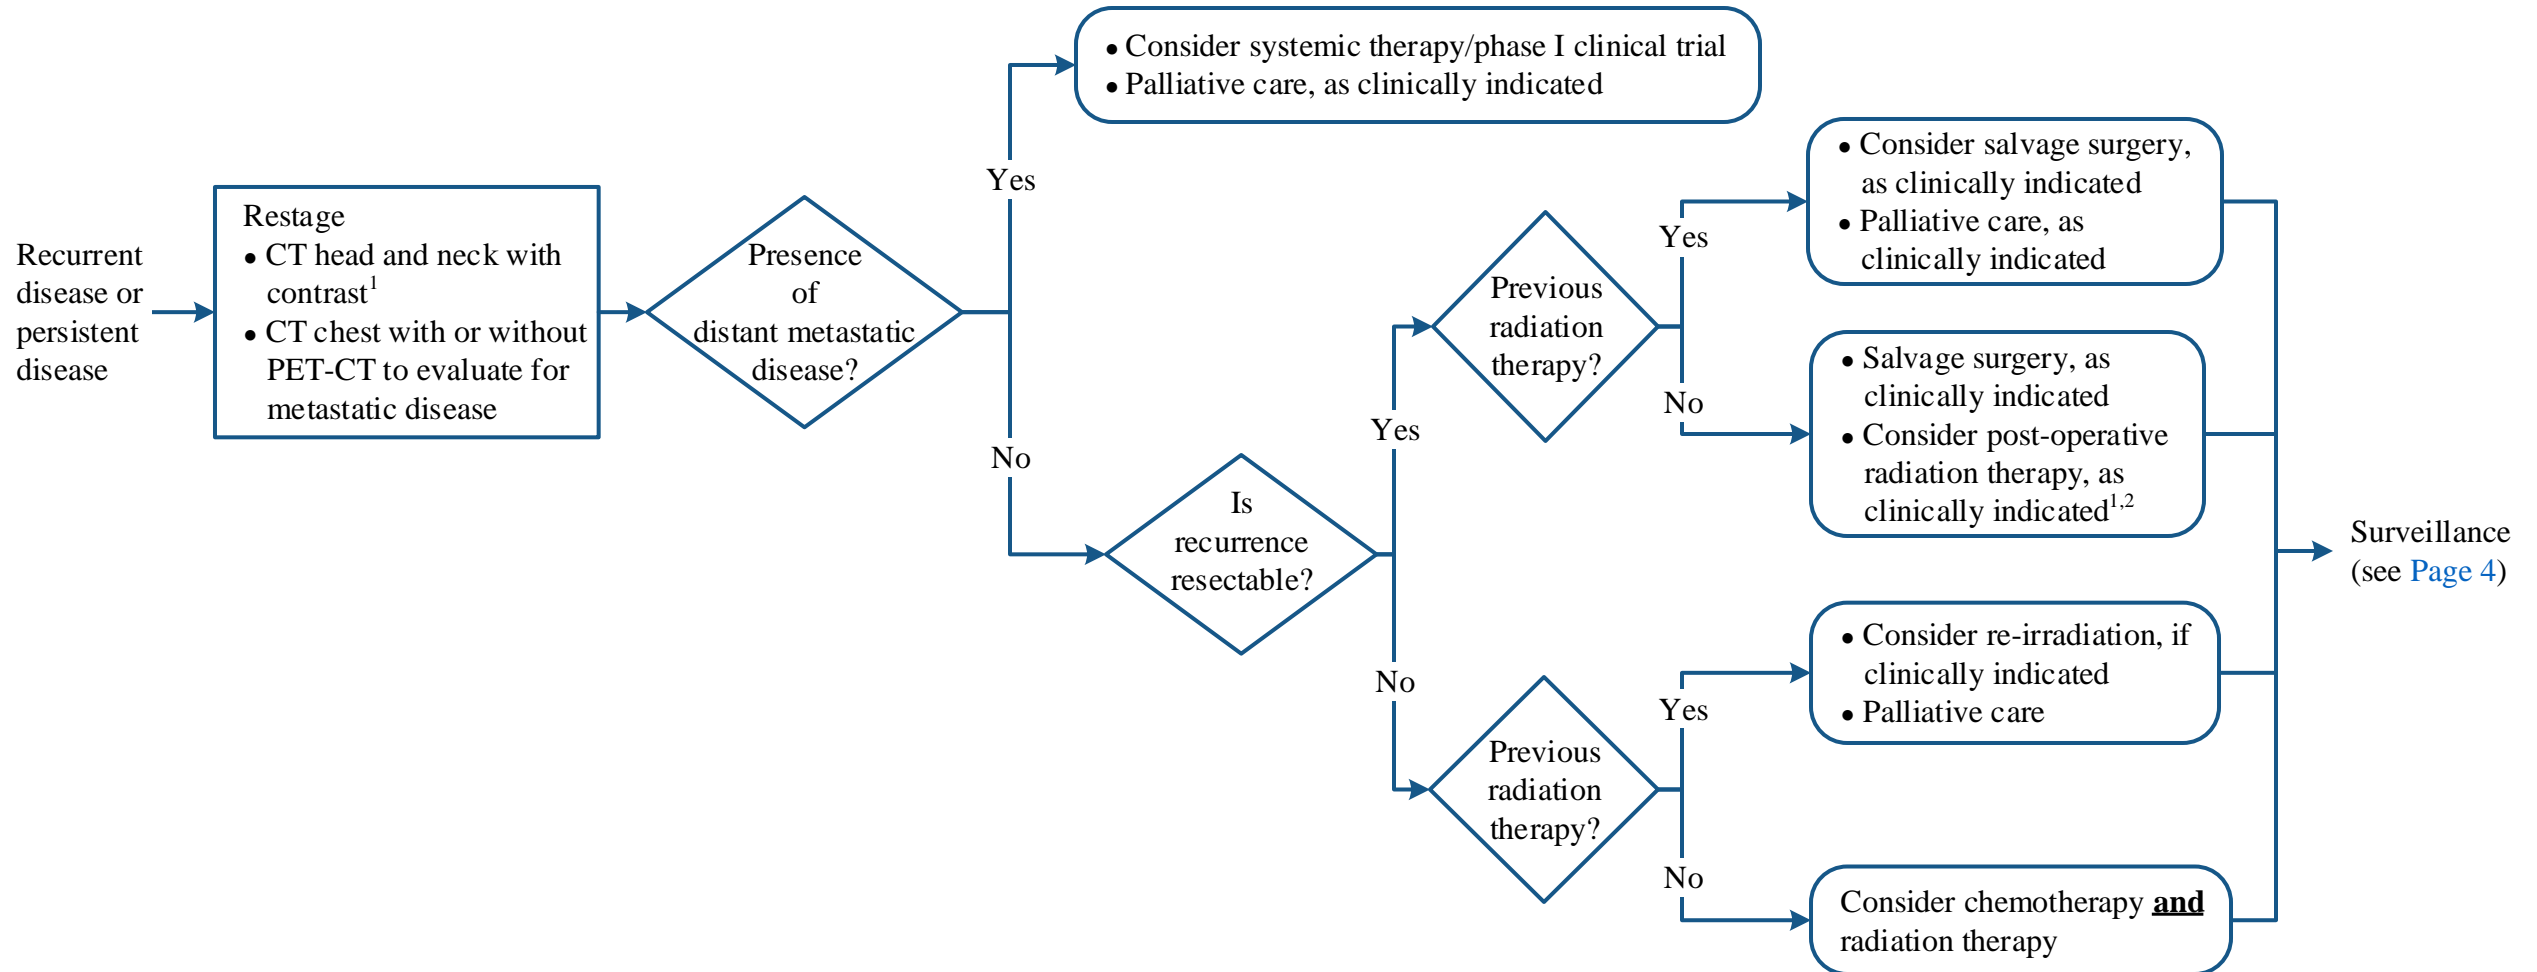 Recurrent
disease or
persistent
disease
Restage
• CT head and neck with
contrast¹
• CT chest with or without
PET-CT to evaluate for
metastatic disease
Presence
of
distant metastatic
disease?
Yes
• Consider systemic therapy/phase I clinical trial
• Palliative care, as clinically indicated
No
Is
recurrence
resectable?
Yes
Previous
radiation
therapy?
Yes
• Consider salvage surgery,
as clinically indicated
• Palliative care, as
clinically indicated
No
• Salvage surgery, as
clinically indicated
• Consider post-operative
radiation therapy, as
clinically indicated¹,²
No
Previous
radiation
therapy?
Yes
• Consider re-irradiation, if
clinically indicated
• Palliative care
No
Consider chemotherapy and
radiation therapy
Surveillance
(see Page 4)